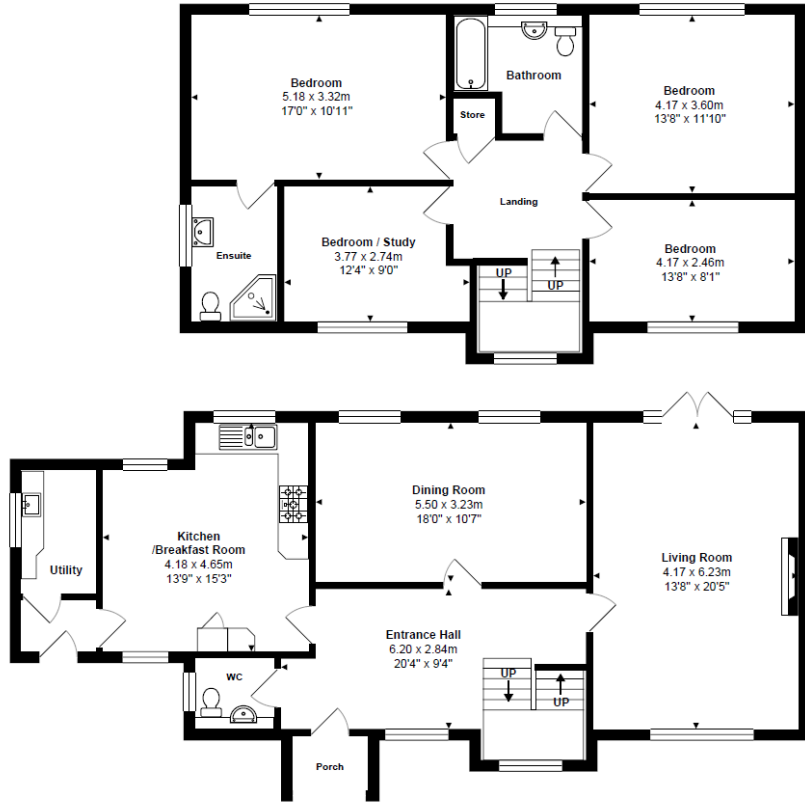 Bedroom
5.18 x 3.32m
17'0" x 10'11"
Bathroom
Bedroom
4.17 x 3.60m
13'8" x 11'10"
Store
Landing
Ensuite
Bedroom / Study
3.77 x 2.74m
12'4" x 9'0"
Bedroom
4.17 x 2.46m
13'8" x 8'1"
UP
UP
Dining Room
5.50 x 3.23m
18'0" x 10'7"
Kitchen
/Breakfast Room
4.18 x 4.65m
13'9" x 15'3"
Utility
Living Room
4.17 x 6.23m
13'8" x 20'5"
Entrance Hall
6.20 x 2.84m
20'4" x 9'4"
WC
UP
UP
Porch